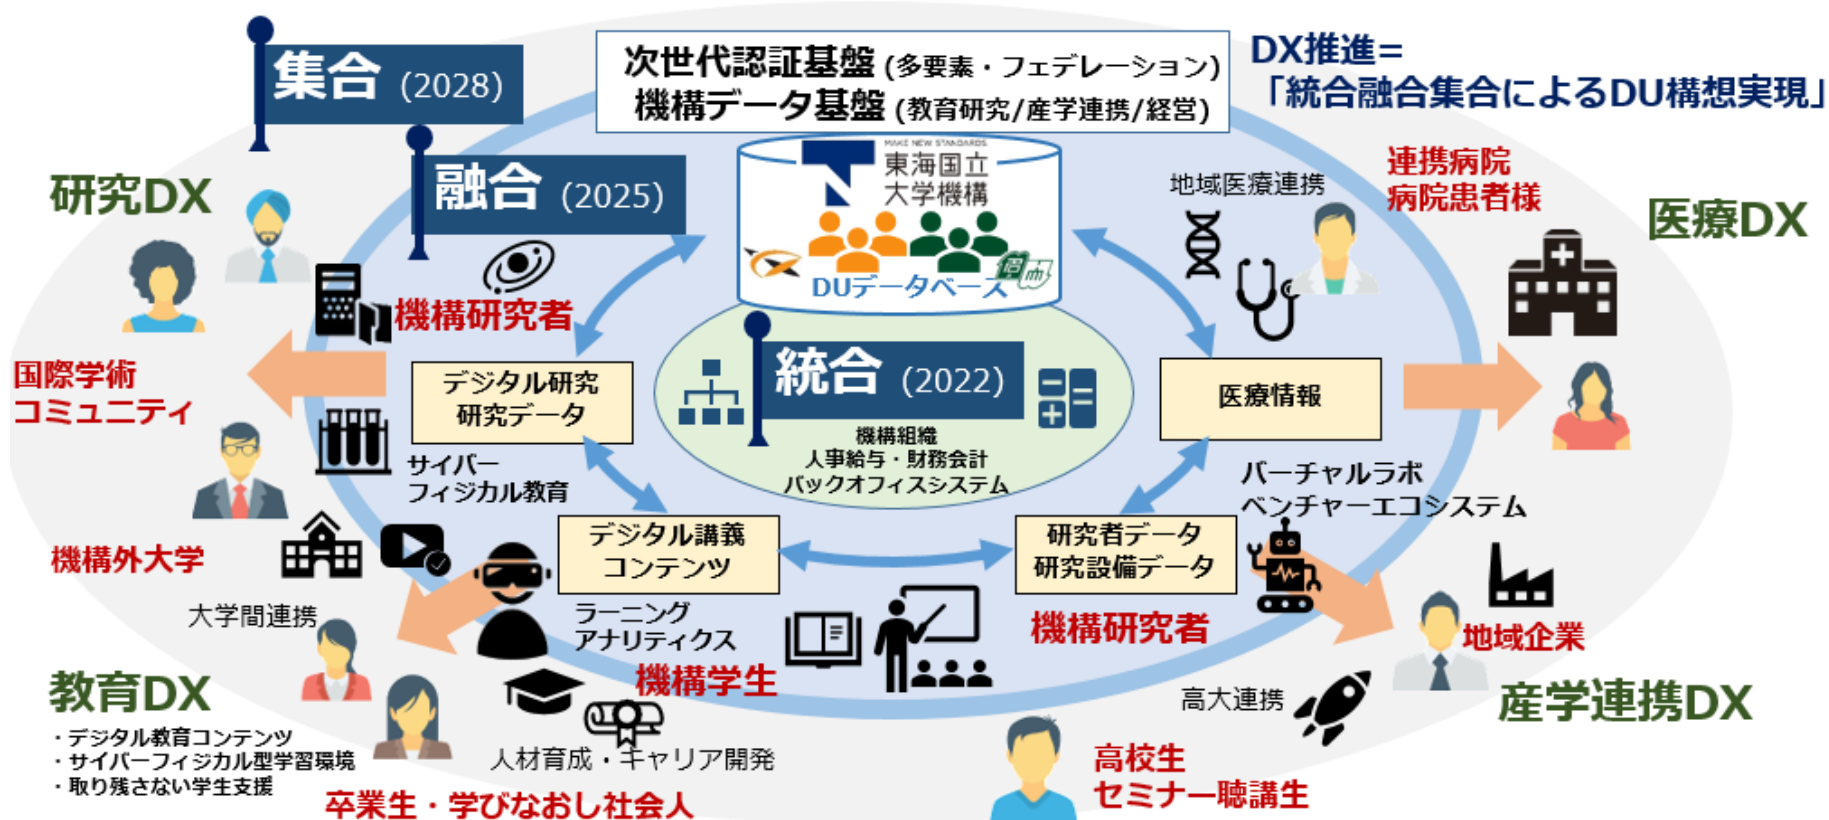 集合 (2028)
次世代認証基盤 (多要素・フェデレーション)
機構データ基盤 (教育研究/産学連携/経営)
DX推進=
「統合融合集合によるDU構想実現」
融合 (2025)
MAKE NEW STANDARDS.
東海国立
大学機構
DUデータベース
研究DX
機構研究者
国際学術
コミュニティ
地域医療連携
連携病院
病院患者様
医療DX
デジタル研究
研究データ
統合 (2022)
機構組織
人事給与・財務会計
バックオフィスシステム
医療情報
サイバー
フィジカル教育
バーチャルラボ
ベンチャーエコシステム
機構外大学
デジタル講義
コンテンツ
研究者データ
研究設備データ
大学間連携
ラーニング
アナリティクス
機構学生
機構研究者
地域企業
教育DX
・デジタル教育コンテンツ
・サイバーフィジカル型学習環境
・取り残さない学生支援
高大連携
産学連携DX
人材育成・キャリア開発
卒業生・学びなおし社会人
高校生
セミナー聴講生